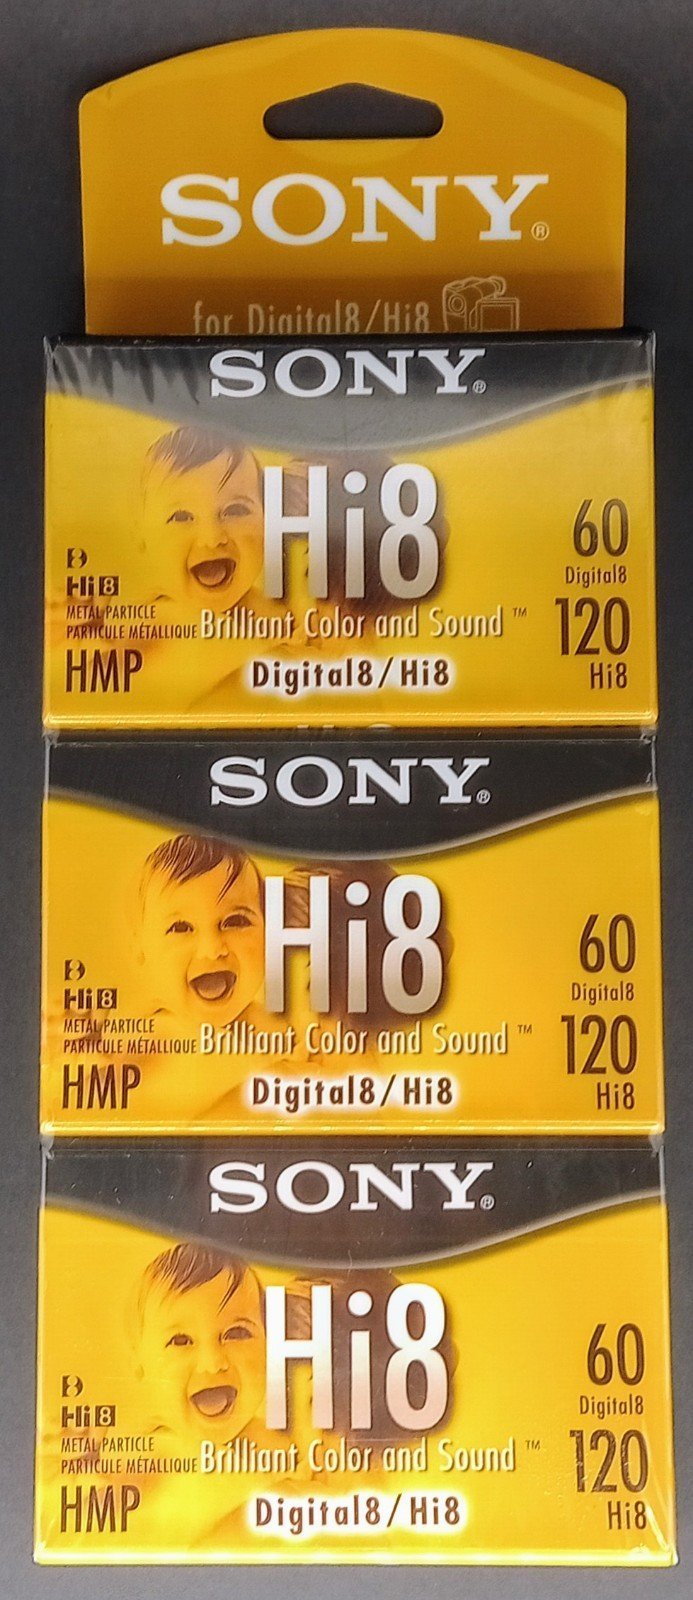 SONY®
for Digital8/Hi8
SONY®
Hi8
60
Digital8
120
Hi8
Hi8
METAL PARTICLE
PARTICULE MÉTALLIQUE
HMP
Brilliant Color and Sound ™
Digital8/Hi8
SONY®
Hi8
60
Digital8
120
Hi8
Hi8
METAL PARTICLE
PARTICULE MÉTALLIQUE
HMP
Brilliant Color and Sound ™
Digital8/Hi8
SONY®
Hi8
60
Digital8
120
Hi8
Hi8
METAL PARTICLE
PARTICULE MÉTALLIQUE
HMP
Brilliant Color and Sound ™
Digital8/Hi8